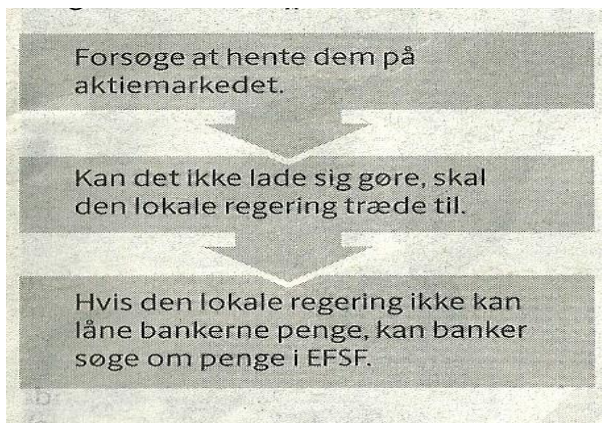 Forsøge at hente dem på
aktiemarkedet.
Kan det ikke lade sig gøre, skal
den lokale regering træde til.
Hvis den lokale regering ikke kan
låne bankerne penge, kan banker
søge om penge i EFSF.